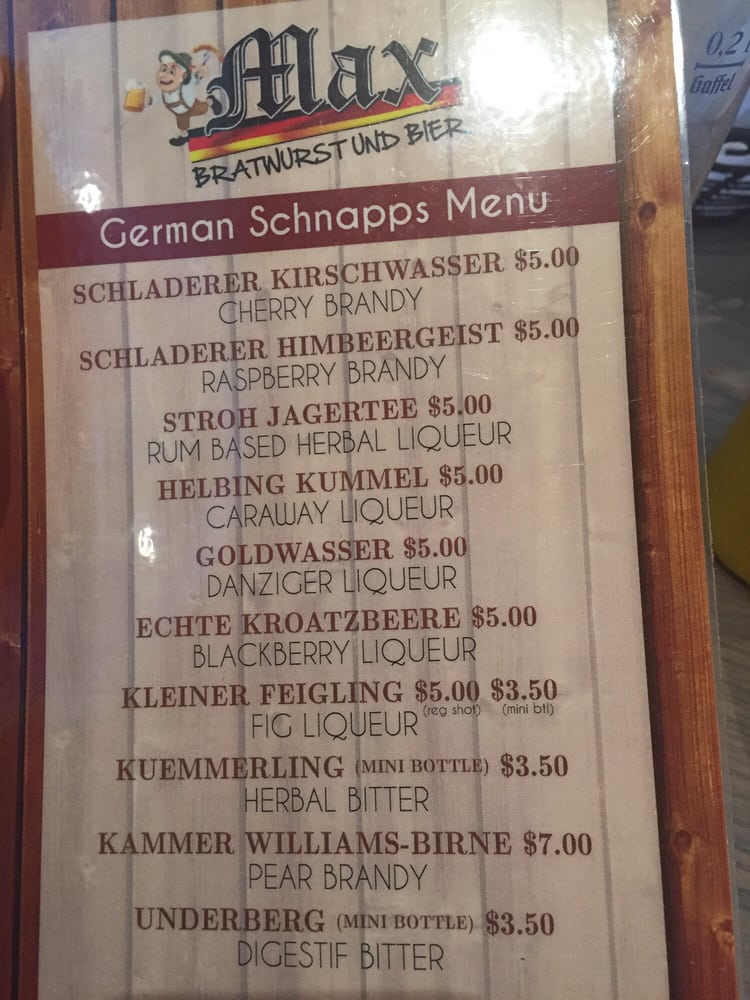 Max
BRATWURST UND BIER
German Schnapps Menu
SCHLADERER KIRSCHWASSER $5.00
CHERRY BRANDY
SCHLADERER HIMBEERGEIST $5.00
RASPBERRY BRANDY
STROH JAGERTEE $5.00
RUM BASED HERBAL LIQUEUR
HELBING KUMMEL $5.00
CARAWAY LIQUEUR
GOLDWASSER $5.00
DANZIGER LIQUEUR
ECHTE KROATZBEERE $5.00
BLACKBERRY LIQUEUR
KLEINER FEIGLING $5.00 $3.50
(reg shot) (mini btl)
FIG LIQUEUR
KUEMMERLING (MINI BOTTLE) $3.50
HERBAL BITTER
KAMMER WILLIAMS-BIRNE $7.00
PEAR BRANDY
UNDERBERG (MINI BOTTLE) $3.50
DIGESTIF BITTER
0,2l
Gaffel